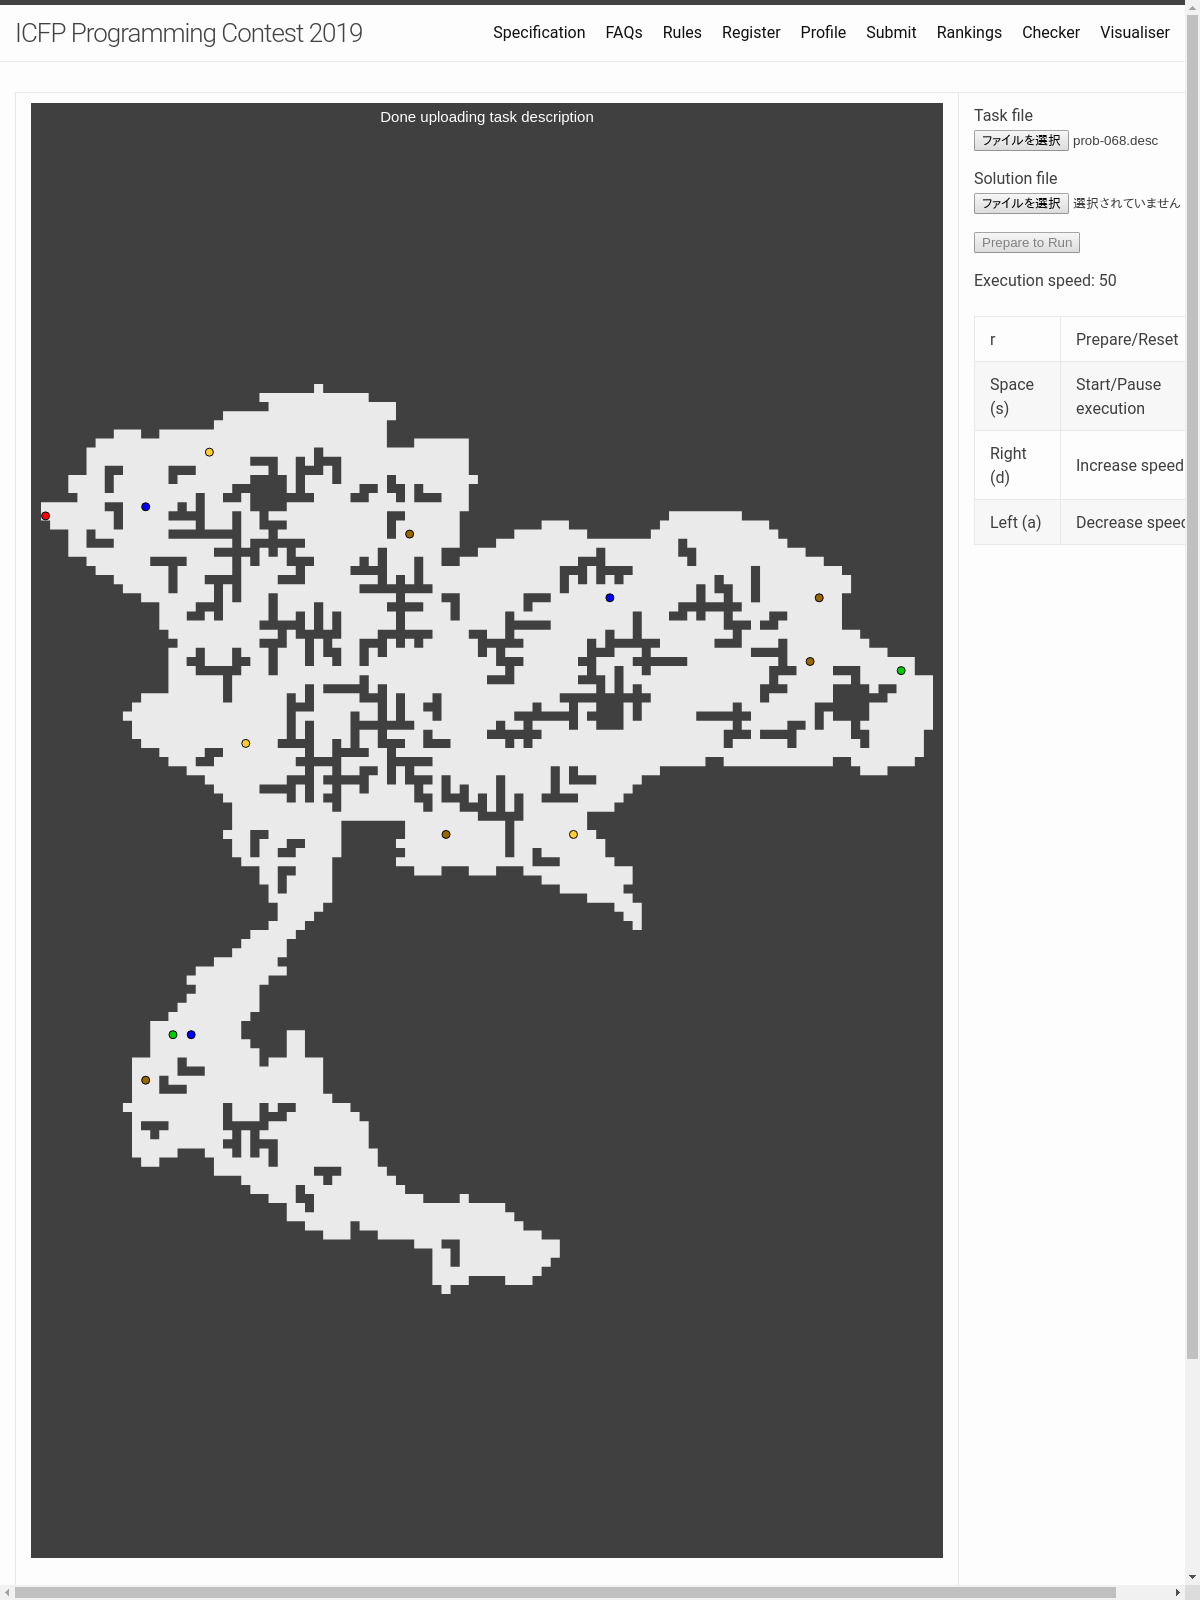 ICFP Programming Contest 2019
Specification FAQs Rules Register Profile Submit Rankings Checker Visualiser
Done uploading task description
Task file
ファイルを選択 prob-068.desc
Solution file
ファイルを選択 選択されていません
Prepare to Run
Execution speed: 50
r Prepare/Reset
Space (s) Start/Pause execution
Right (d) Increase speed
Left (a) Decrease speed